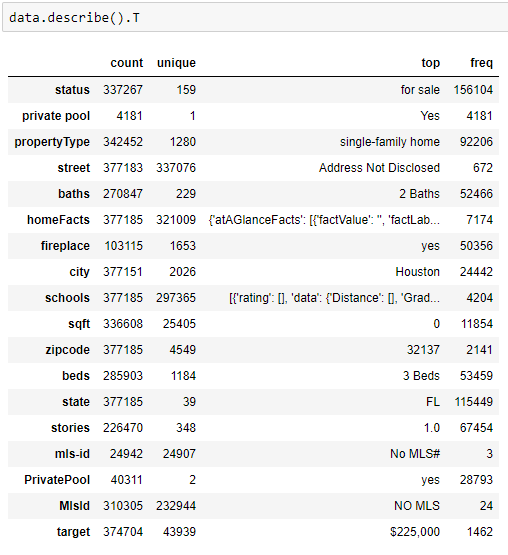 data.describe().T
count unique top freq
status 337267 159 for sale 156104
private pool 4181 1 Yes 4181
propertyType 342457 1280 single-family home 92206
street 377183 337076 Address Not Disclosed 672
baths 270847 229 2 Baths 52466
homeFacts 377185 321009 {'atAGlanceFacts': [{'factValue': '', 'factLab... 7174
fireplace 103115 1653 yes 50356
city 377151 2026 Houston 24442
schools 377185 297365 [{'rating': [], 'data': {'Distance': [], 'Grad... 4204
sqft 336608 25405 0 11854
zipcode 377185 4549 32137 2141
beds 285903 1184 3 Beds 53459
state 377185 39 FL 115449
stories 226470 348 1.0 67454
mls-id 24942 24907 No MLS# 3
PrivatePool 40311 2 yes 28793
MlsId 310305 232944 NO MLS 24
target 374704 43939 $225,000 1462